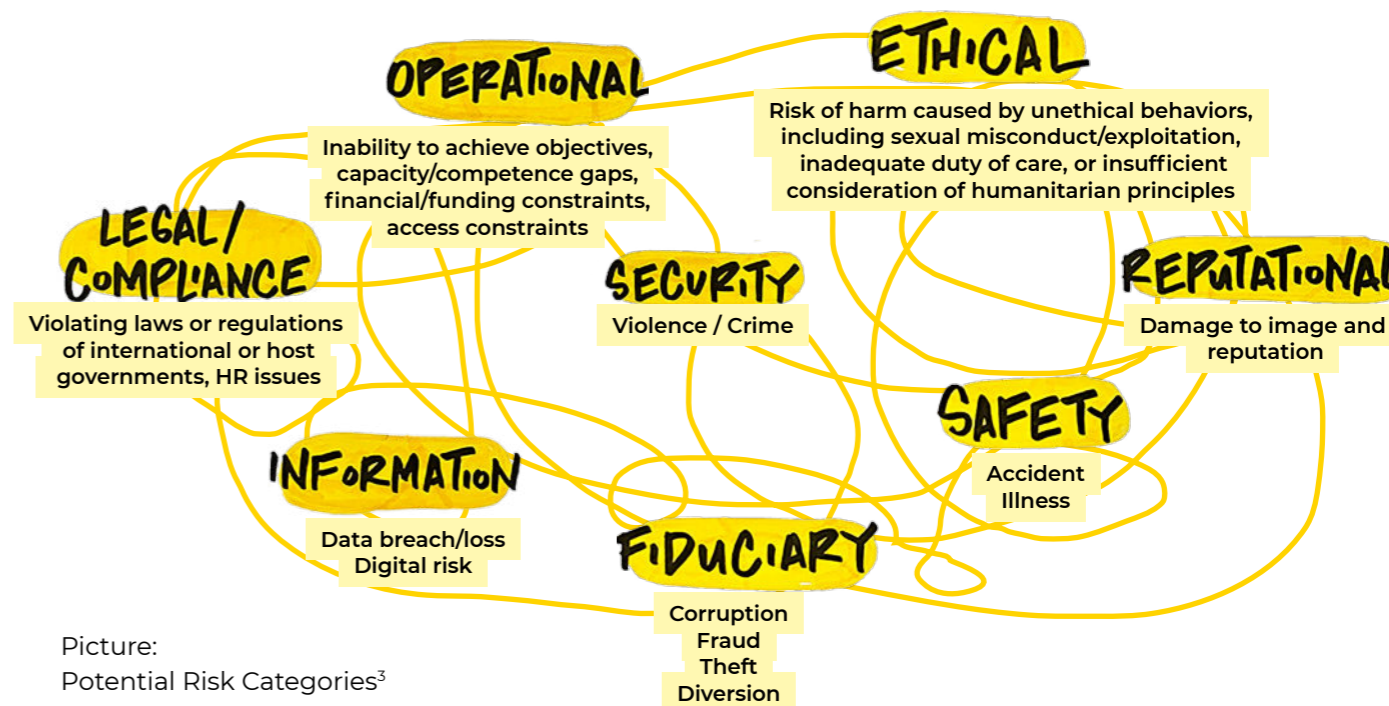 OPERATIONAL
Inability to achieve objectives,
capacity/competence gaps,
financial/funding constraints,
access constraints
ETHICAL
Risk of harm caused by unethical behaviors,
including sexual misconduct/exploitation,
inadequate duty of care, or insufficient
consideration of humanitarian principles
LEGAL/
COMPLIANCE
Violating laws or regulations
of international or host
governments, HR issues
SECURITY
Violence / Crime
REPUTATIONAL
Damage to image and
reputation
SAFETY
Accident
Illness
INFORMATION
Data breach/loss
Digital risk
FIDUCIARY
Corruption
Fraud
Theft
Diversion
Picture:
Potential Risk Categories³